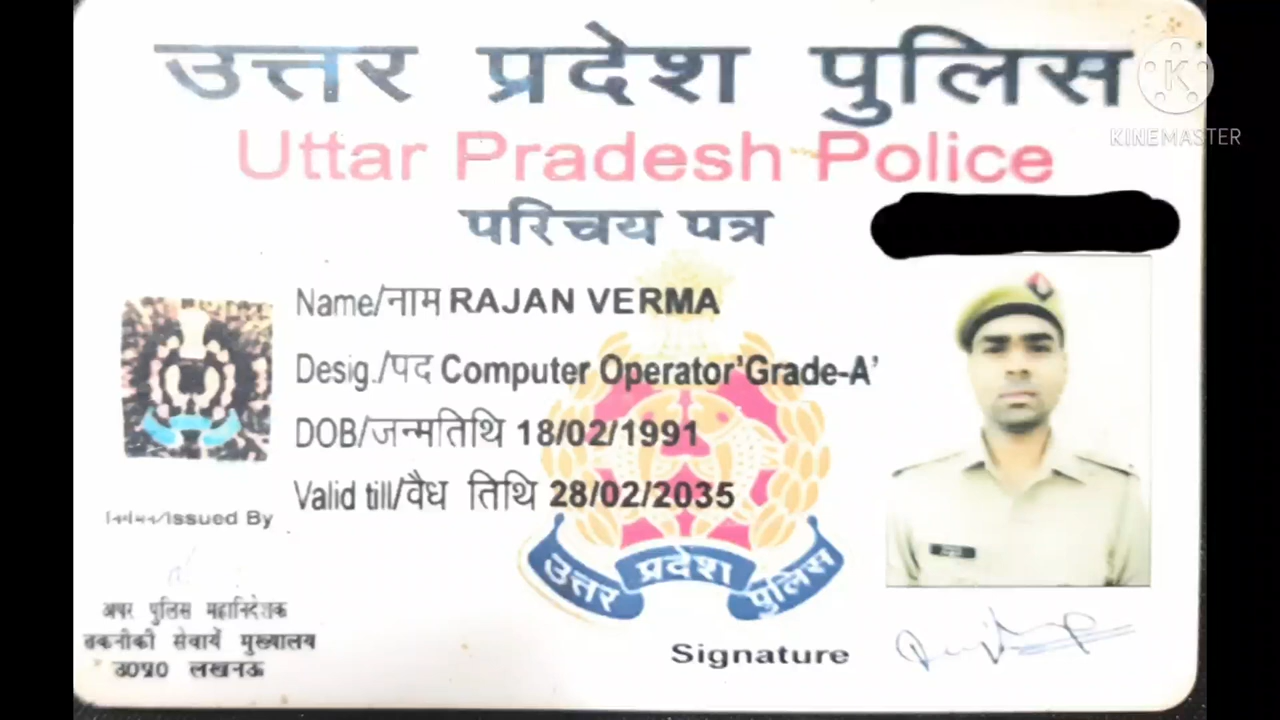 उत्तर प्रदेश पुलिस
KINEMASTER
Uttar Pradesh Police
परिचय पत्र
Name/नाम RAJAN VERMA
Desig./पद Computer Operator'Grade-A'
DOB/जन्मतिथि 18/02/1991
Valid till/वैध तिथि 28/02/2035
/Issued By
उत्तर प्रदेश पुलिस
अपर पुलिस महानिदेशक
तकनीकी सेवायें मुख्यालय
उ०प्र० लखनऊ
Signature